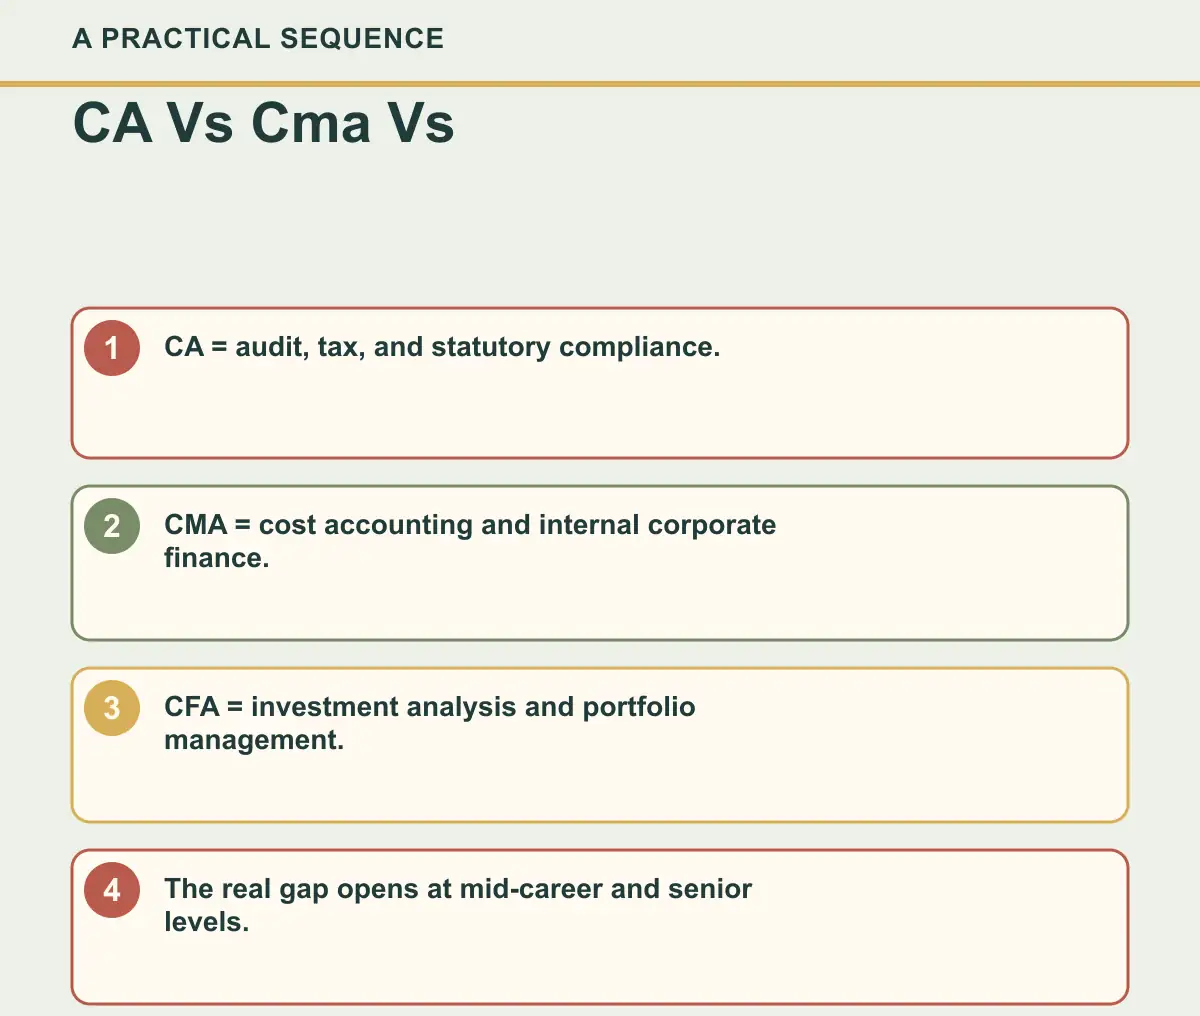 A PRACTICAL SEQUENCE
CA Vs Cma Vs
1
CA = audit, tax, and statutory compliance.
2
CMA = cost accounting and internal corporate
finance.
3
CFA = investment analysis and portfolio
management.
4
The real gap opens at mid-career and senior
levels.